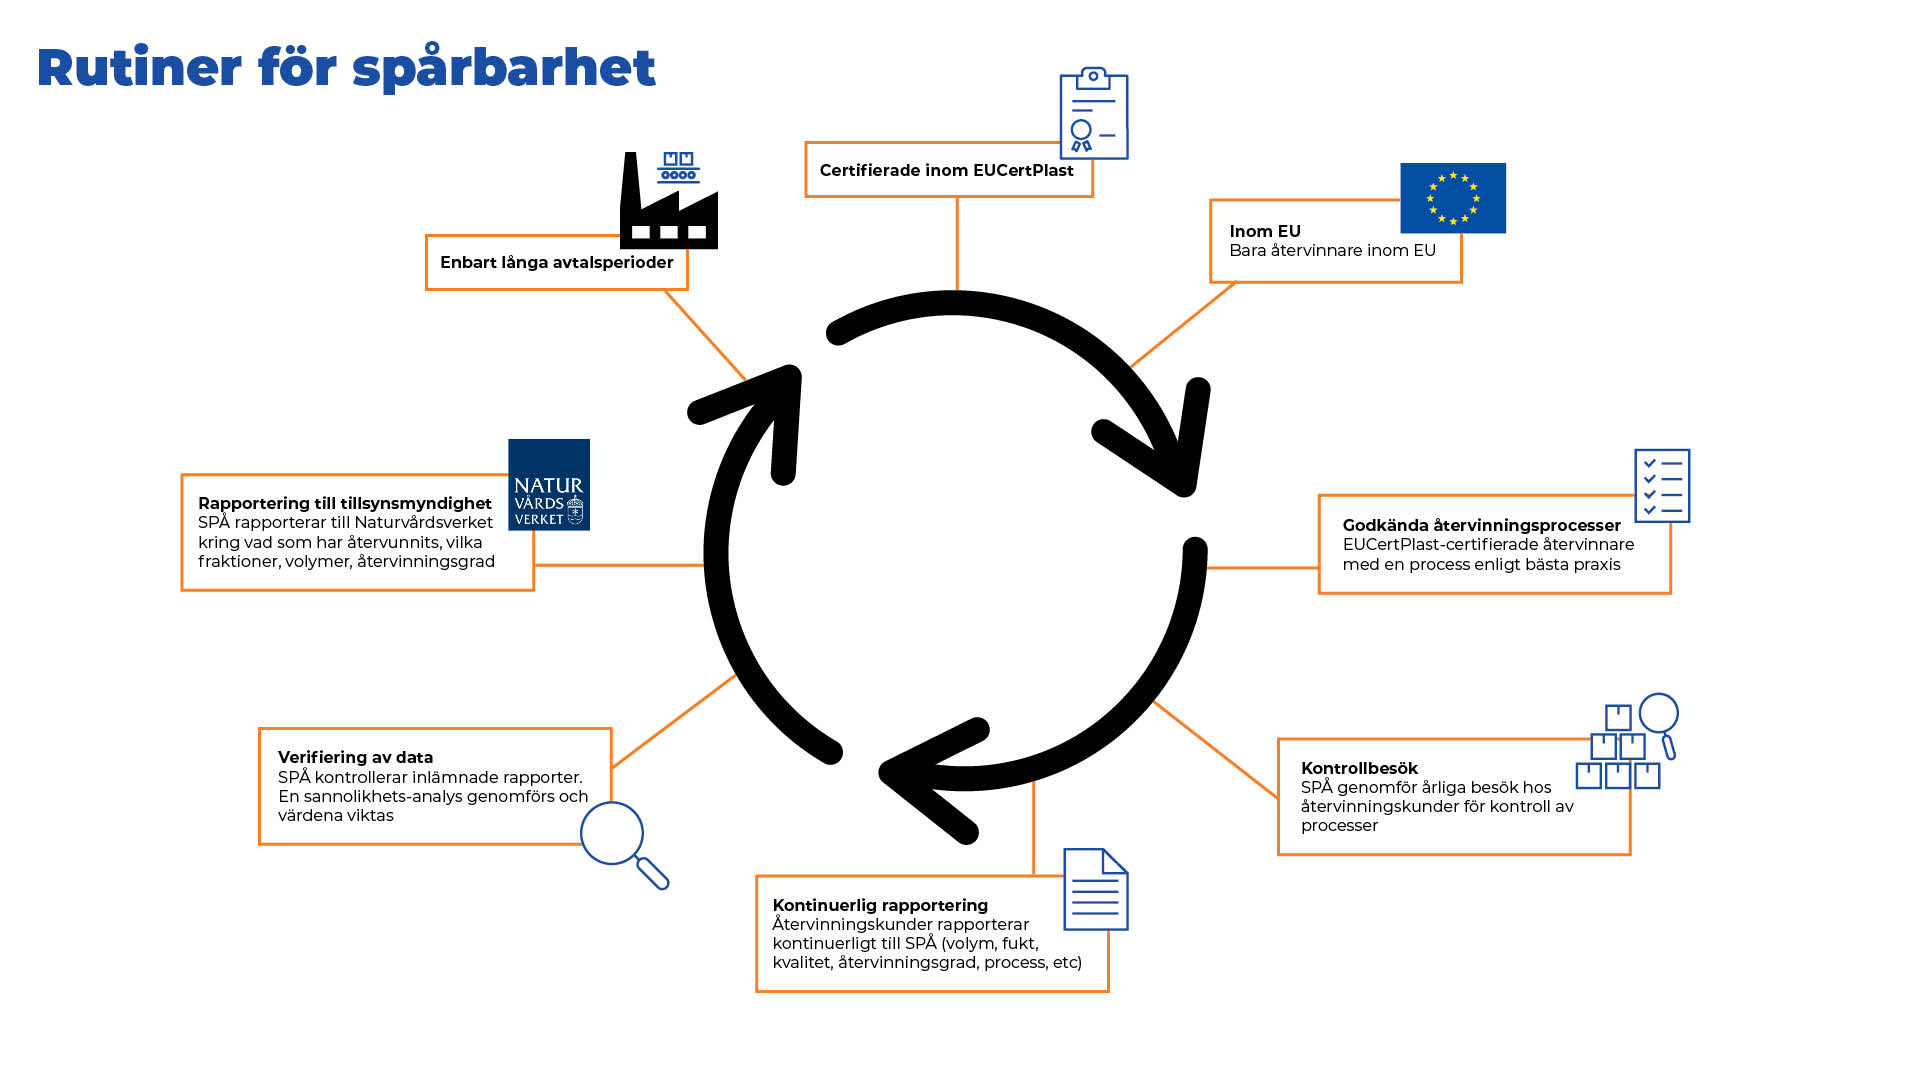 Rutiner för spårbarhet
Certifierade inom EUCertPlast
Inom EU
Bara återvinnare inom EU
Godkända återvinningsprocesser
EUCertPlast-certifierade återvinnare
med en process enligt bästa praxis
Kontrollbesök
SPÅ genomför årliga besök hos
återvinningskunder för kontroll av
processer
Kontinuerlig rapportering
Återvinningskunder rapporterar
kontinuerligt till SPÅ (volym, fukt,
kvalitet, återvinningsgrad, process, etc)
Verifiering av data
SPÅ kontrollerar inlämnade rapporter.
En sannolikhets-analys genomförs och
värdena viktas
Rapportering till tillsynsmyndighet
SPÅ rapporterar till Naturvårdsverket
kring vad som har återvunnits, vilka
fraktioner, volymer, återvinningsgrad
NATUR
VÅRDS
VERKET
Enbart långa avtalsperioder